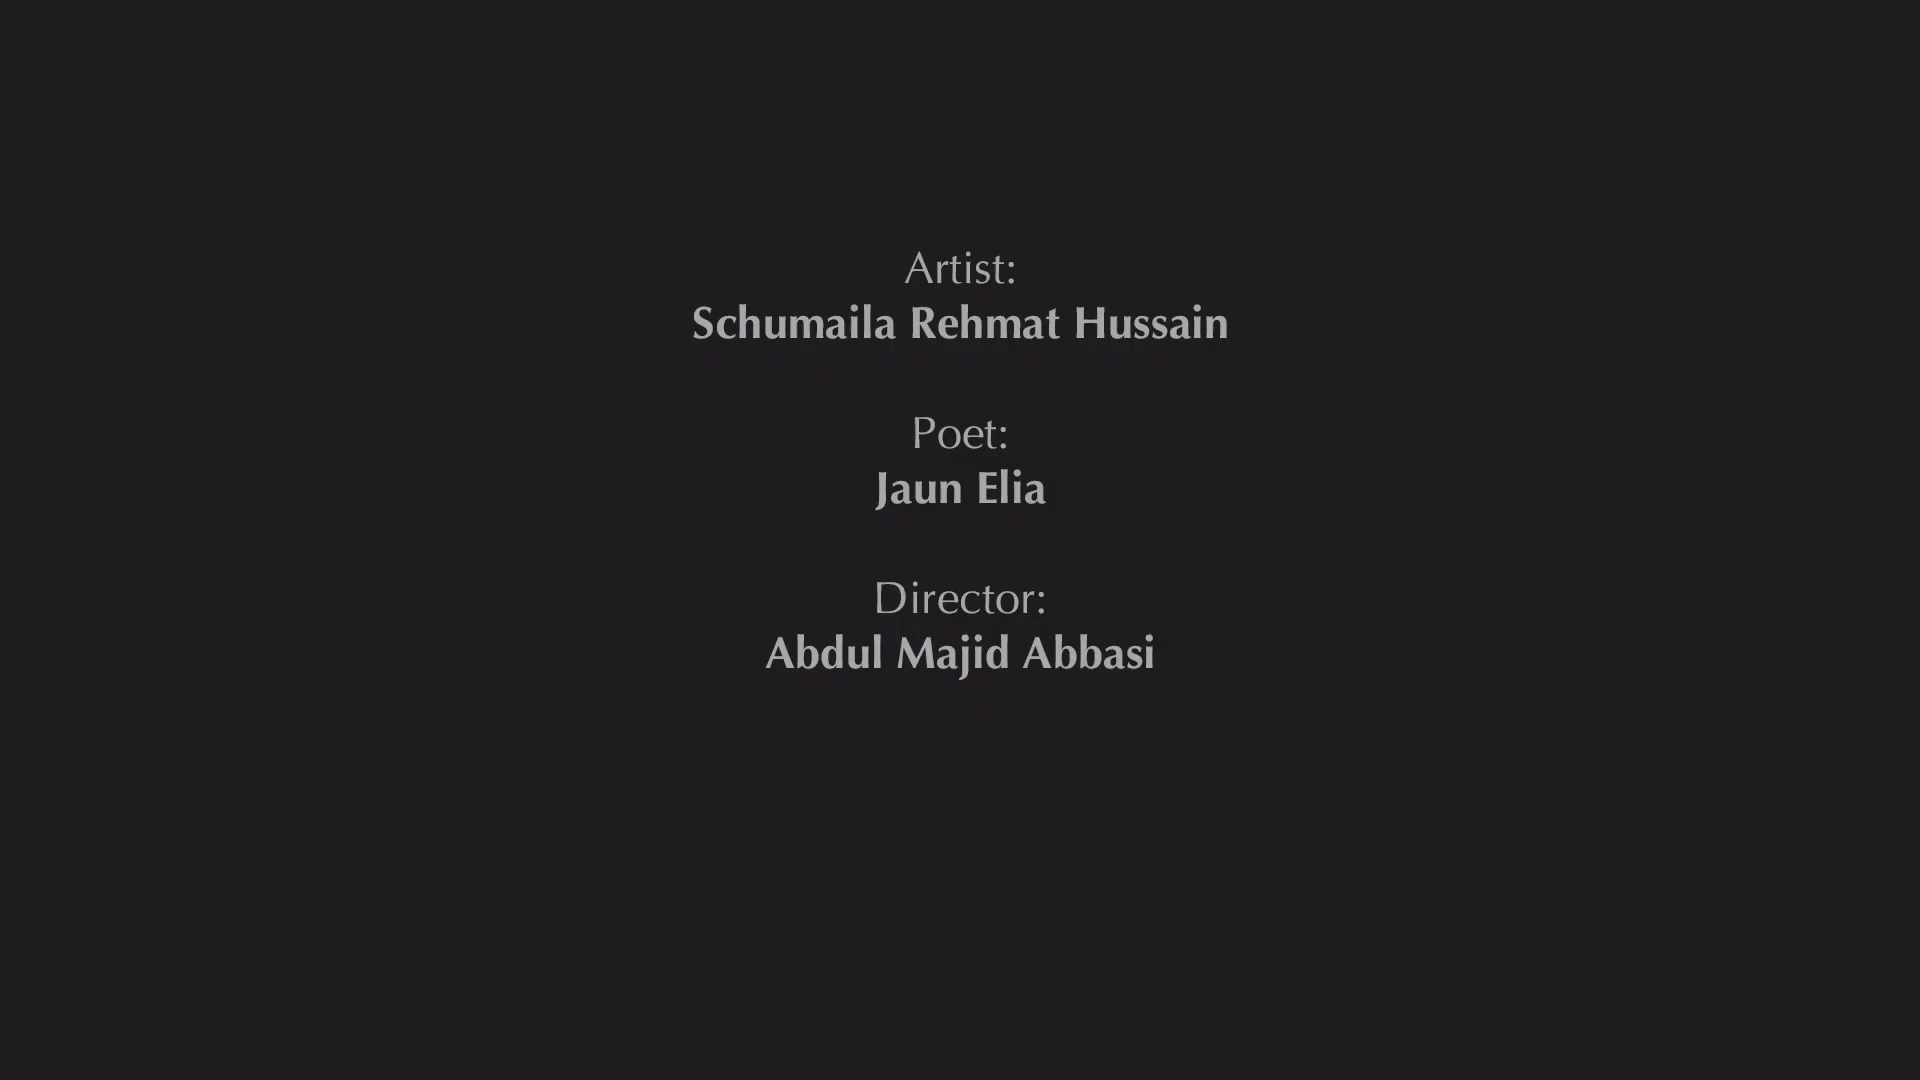 Artist:
Schumaila Rehmat Hussain
Poet:
Jaun Elia
Director:
Abdul Majid Abbasi